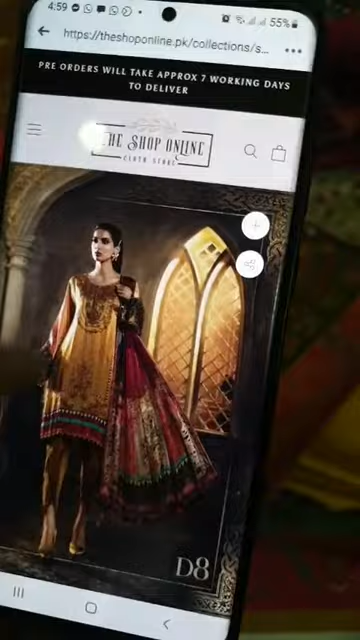 4:59
55%
https://theshoponline.pk/collections/s...
PRE ORDERS WILL TAKE APPROX 7 WORKING DAYS
TO DELIVER
THE SHOP ONLINE
CLOTH STORE
D8